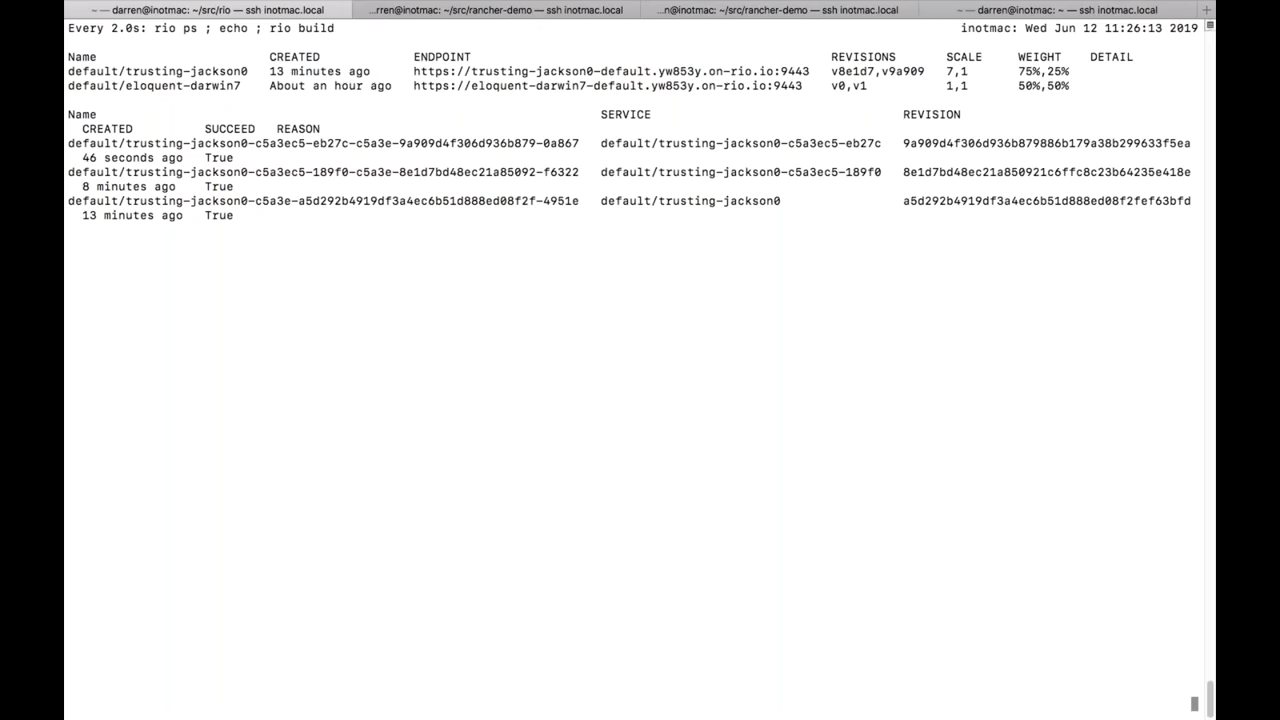 ~ — darren@inotmac: ~/src/rio — ssh inotmac.local
...rren@inotmac: ~/src/rancher-demo — ssh inotmac.local
...n@inotmac: ~/src/rancher-demo — ssh inotmac.local
~ — darren@inotmac: ~ — ssh inotmac.local
Every 2.0s: rio ps ; echo ; rio build inotmac: Wed Jun 12 11:26:13 2019
Name CREATED ENDPOINT REVISIONS SCALE WEIGHT DETAIL
default/trusting-jackson0 13 minutes ago https://trusting-jackson0-default.yw853y.on-rio.io:9443 v8e1d7,v9a909 7,1 75%,25%
default/eloquent-darwin7 About an hour ago https://eloquent-darwin7-default.yw853y.on-rio.io:9443 v0,v1 1,1 50%,50%
Name SERVICE REVISION
CREATED SUCCEED REASON
default/trusting-jackson0-c5a3ec5-eb27c-c5a3e-9a909d4f306d936b879-0a867 default/trusting-jackson0-c5a3ec5-eb27c 9a909d4f306d936b879886b179a38b299633f5ea
46 seconds ago True
default/trusting-jackson0-c5a3ec5-189f0-c5a3e-8e1d7bd48ec21a85092-f6322 default/trusting-jackson0-c5a3ec5-189f0 8e1d7bd48ec21a850921c6ffc8c23b64235e418e
8 minutes ago True
default/trusting-jackson0-c5a3e-a5d292b4919df3a4ec6b51d888ed08f2f-4951e default/trusting-jackson0 a5d292b4919df3a4ec6b51d888ed08f2fef63bfd
13 minutes ago True